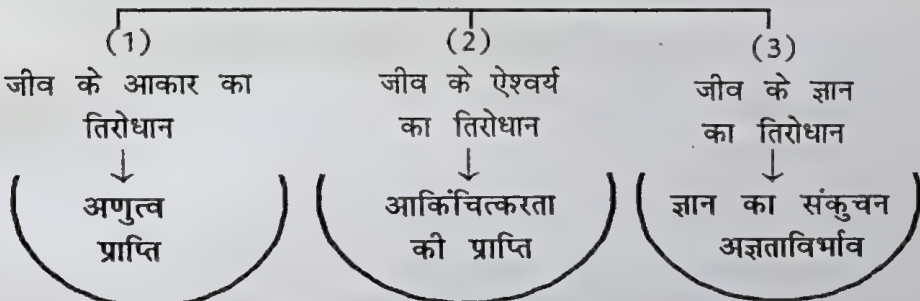 (1)
जीव के आकार का
तिरोधान
↓
अणुत्व
प्राप्ति
(2)
जीव के ऐश्वर्य
का तिरोधान
↓
आकिंचित्करता
की प्राप्ति
(3)
जीव के ज्ञान
का तिरोधान
↓
ज्ञान का संकुचन
अज्ञताविर्भाव